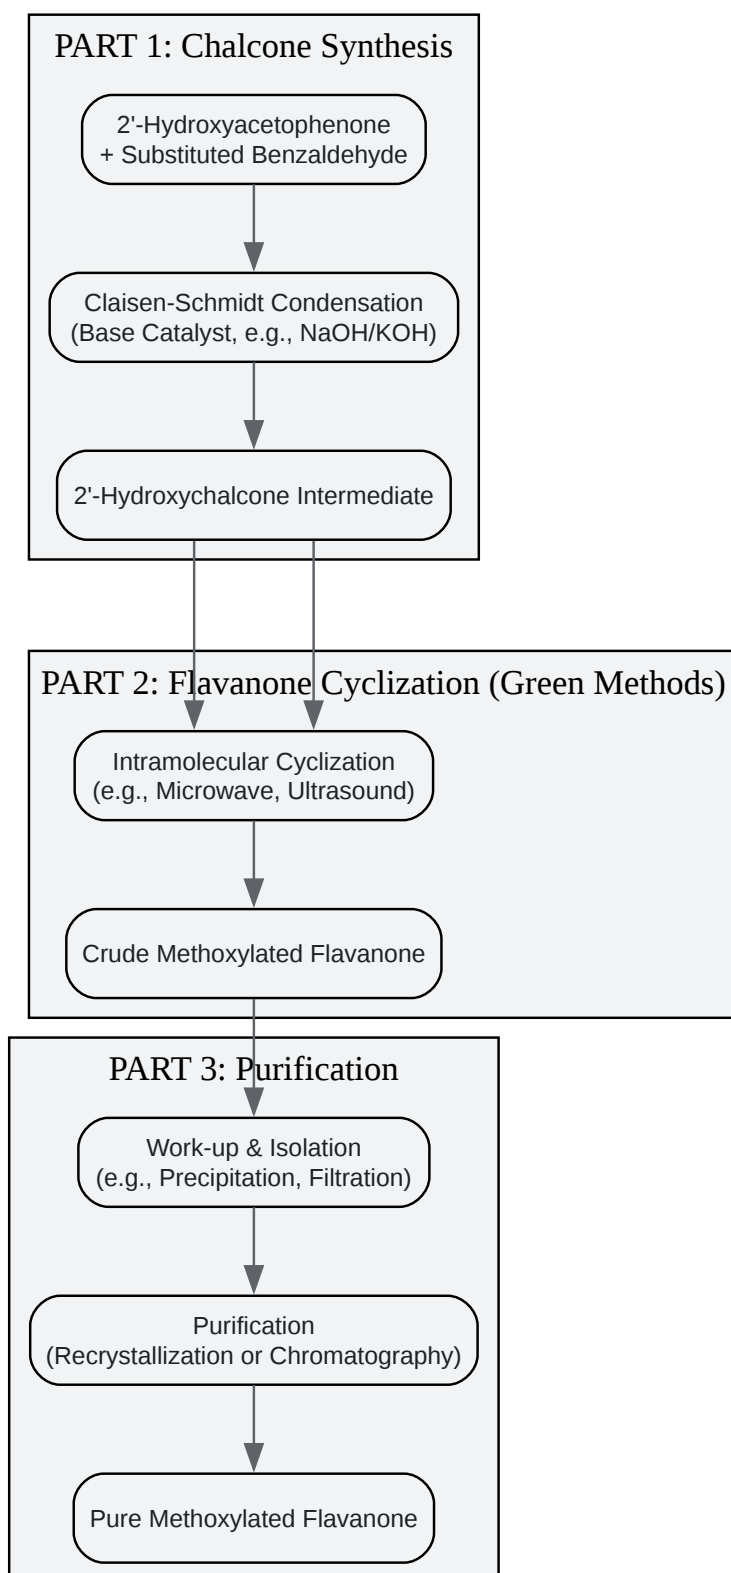 PART 1: Chalcone Synthesis
2'-Hydroxyacetophenone
+ Substituted Benzaldehyde
Claisen-Schmidt Condensation
(Base Catalyst, e.g., NaOH/KOH)
2'-Hydroxychalcone Intermediate
PART 2: Flavanone Cyclization (Green Methods)
Intramolecular Cyclization
(e.g., Microwave, Ultrasound)
Crude Methoxylated Flavanone
PART 3: Purification
Work-up & Isolation
(e.g., Precipitation, Filtration)
Purification
(Recrystallization or Chromatography)
Pure Methoxylated Flavanone